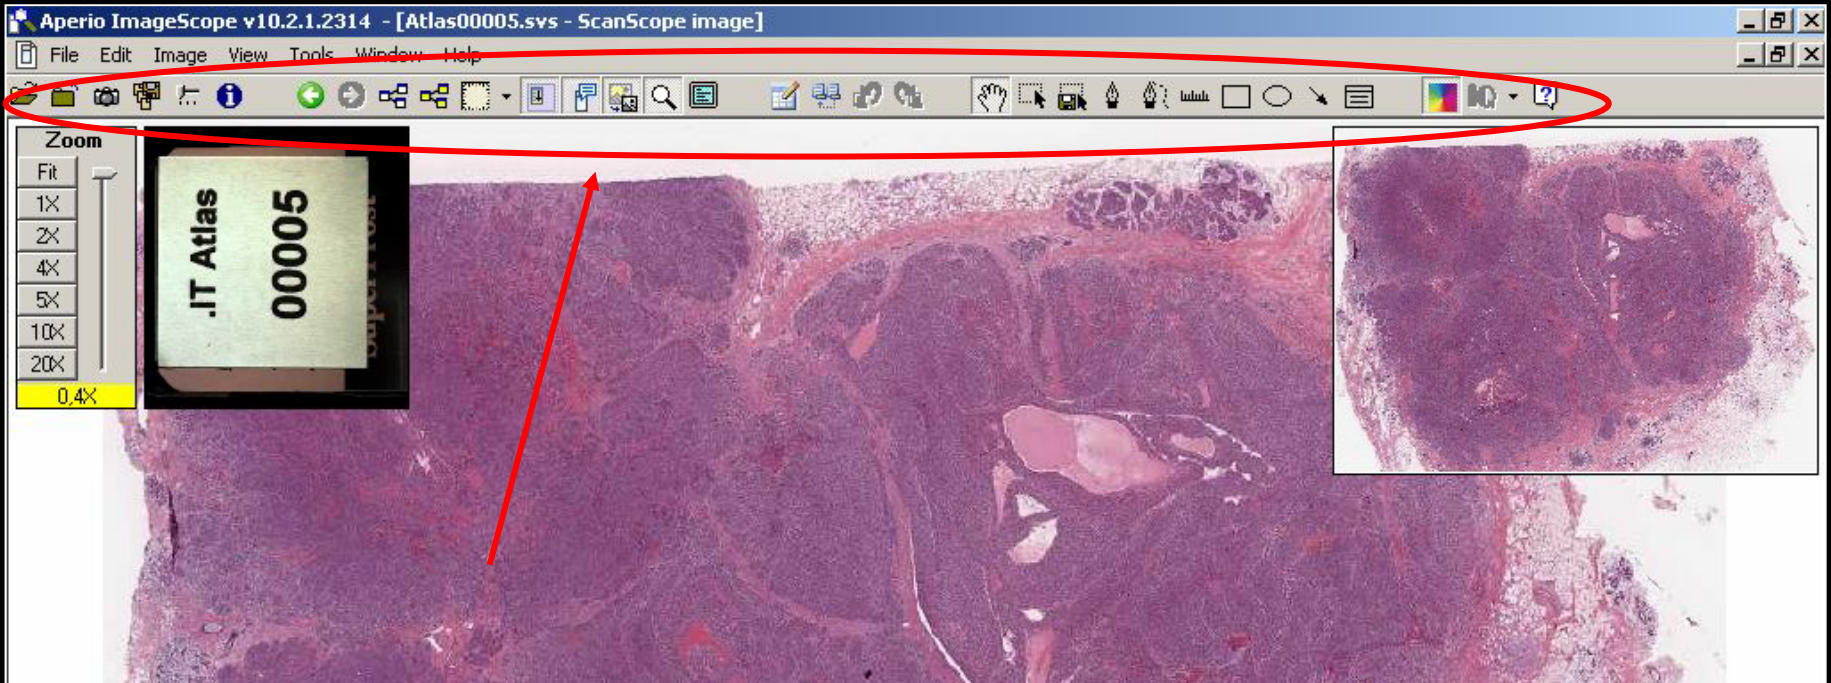 Aperio ImageScope v10.2.1.2314 - [Atlas00005.svs - ScanScope image]
File Edit Image View Tools Window Help
Zoom
Fit
1X
2X
4X
5X
10X
20X
0,4X
.IT Atlas
00005